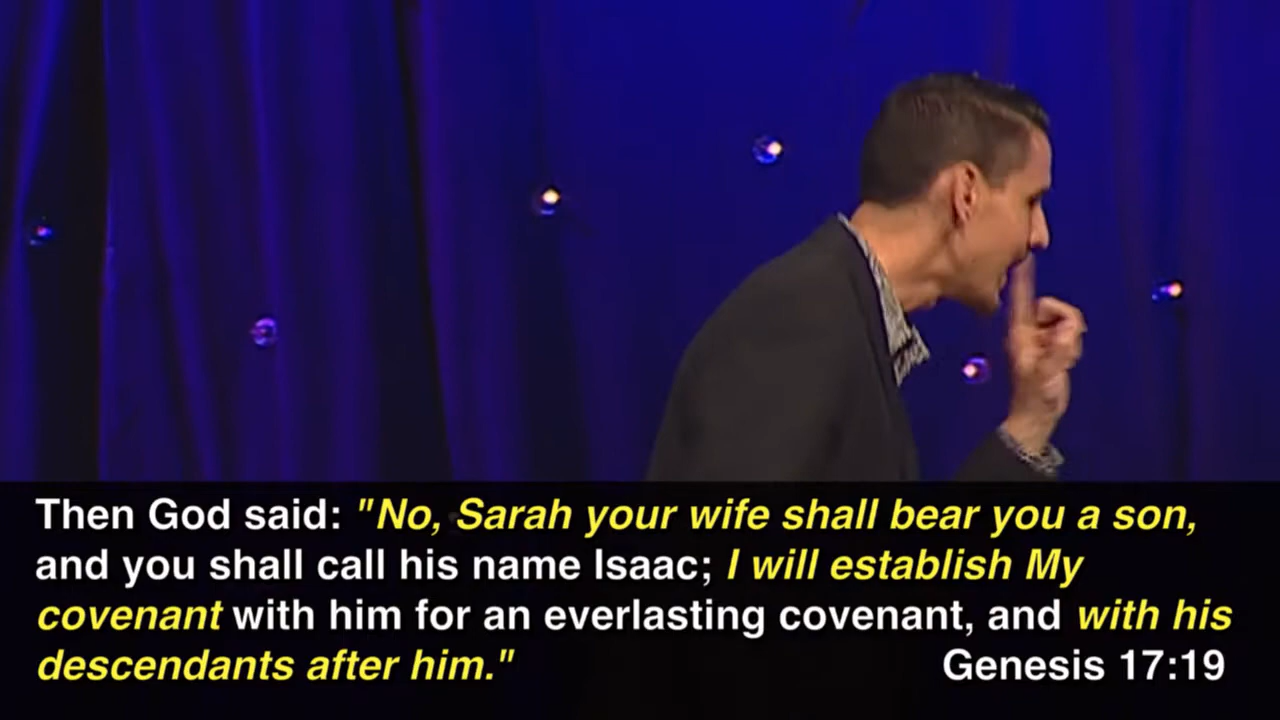 Then God said: "No, Sarah your wife shall bear you a son,
and you shall call his name Isaac; I will establish My
covenant with him for an everlasting covenant, and with his
descendants after him." Genesis 17:19